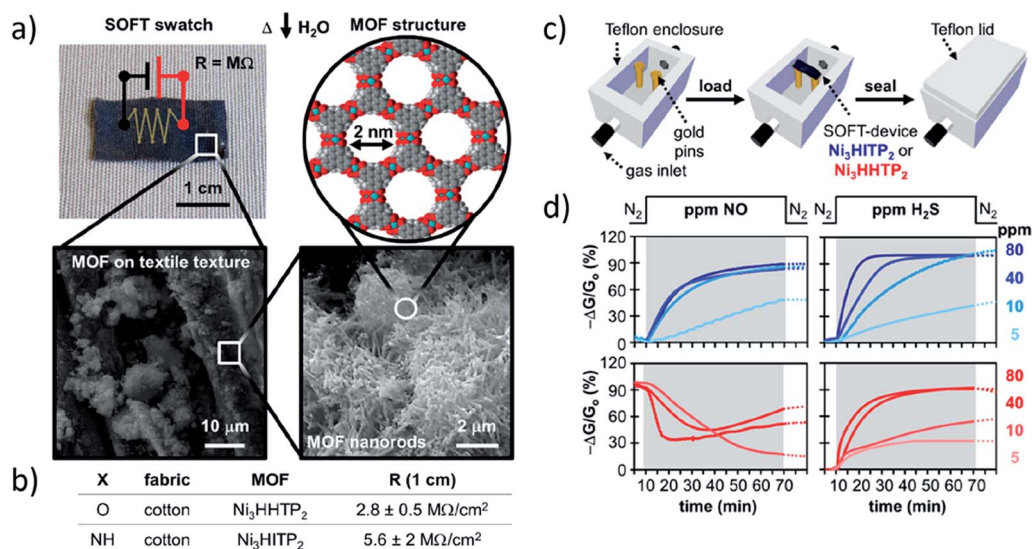 a)
SOFT swatch
Δ
H₂O
MOF structure
R = MΩ
1 cm
2 nm
MOF on textile texture
10 μm
2 μm
MOF nanorods
b)
X fabric MOF R (1 cm)
O cotton Ni₃HHTP₂ 2.8 ± 0.5 MΩ/cm²
NH cotton Ni₃HITP₂ 5.6 ± 2 MΩ/cm²
c)
Teflon enclosure
Teflon lid
load
seal
gold
pins
gas inlet
SOFT-device
Ni₃HITP₂ or
Ni₃HHTP₂
d)
N₂ ppm NO N₂
N₂ ppm H₂S N₂
ppm
120
90
60
30
0
−ΔG/Gₒ (%)
80
40
10
5
120
90
60
30
0
−ΔG/Gₒ (%)
80
40
10
5
10 20 30 40 50 60 70
time (min)
10 20 30 40 50 60 70
time (min)